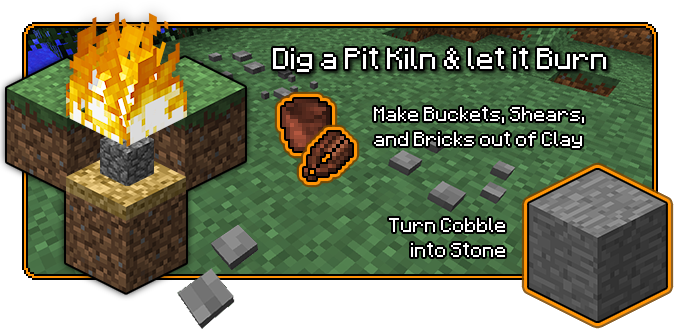 Dig a Pit Kiln & let it Burn
Make Buckets, Shears,
and Bricks out of Clay
Turn Cobble
into Stone